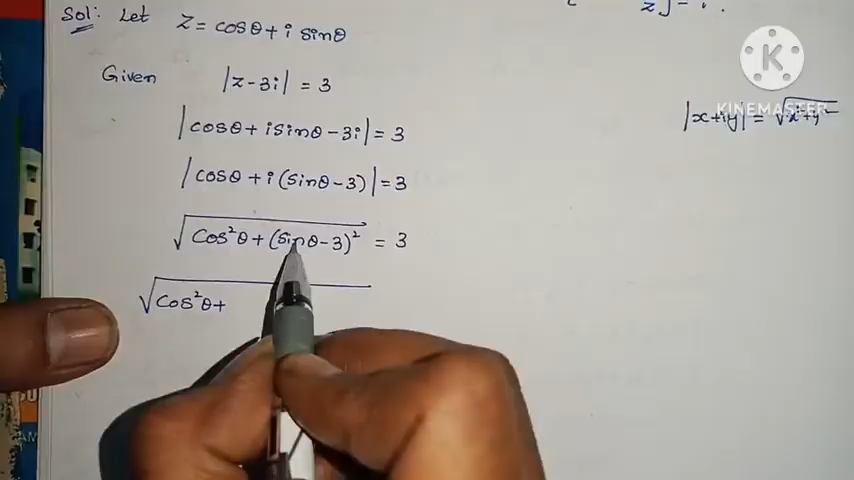 Sol: Let z = cosθ + i sinθ
Given |z-3i| = 3
|cosθ + isinθ - 3i| = 3
|cosθ + i(sinθ-3)| = 3
√(cos²θ + (sinθ-3)²) = 3
√(cos²θ +
z] = i.
KINEMASTER
|x+iy| = √(x²+y²)